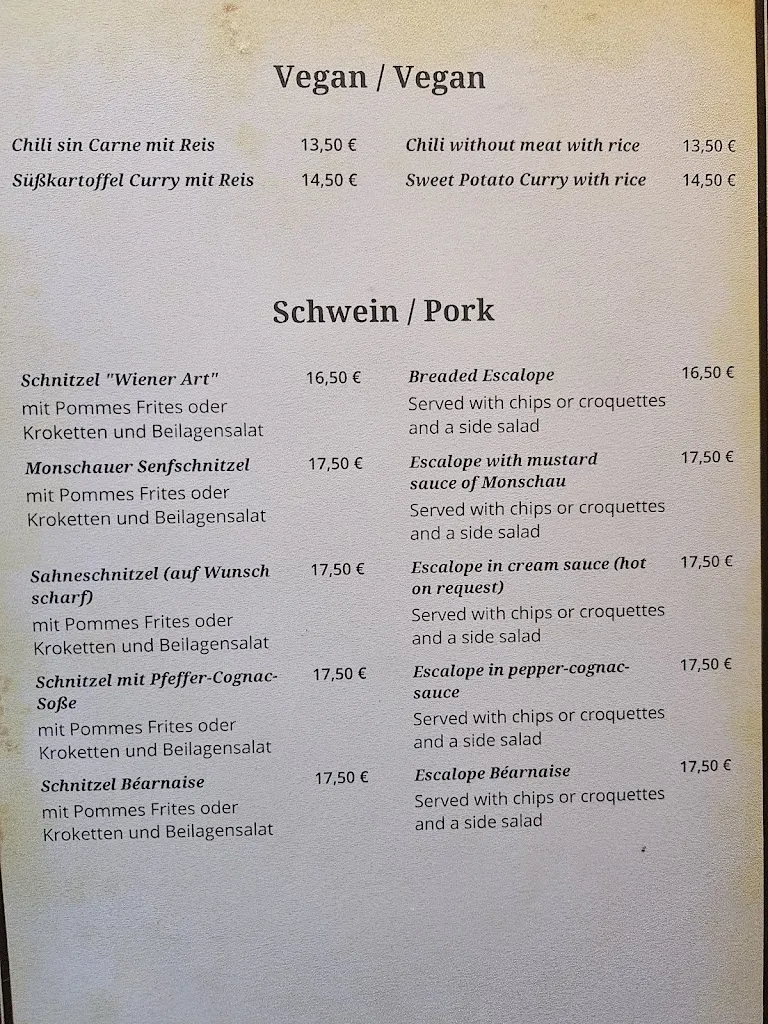 Vegan / Vegan
Chili sin Carne mit Reis 13,50 €
Süßkartoffel Curry mit Reis 14,50 €
Chili without meat with rice 13,50 €
Sweet Potato Curry with rice 14,50 €
Schwein / Pork
Schnitzel "Wiener Art" 16,50 €
mit Pommes Frites oder
Kroketten und Beilagensalat
Monschauer Senfschnitzel 17,50 €
mit Pommes Frites oder
Kroketten und Beilagensalat
Sahneschnitzel (auf Wunsch 17,50 €
scharf)
mit Pommes Frites oder
Kroketten und Beilagensalat
Schnitzel mit Pfeffer-Cognac- 17,50 €
Soße
mit Pommes Frites oder
Kroketten und Beilagensalat
Schnitzel Béarnaise 17,50 €
mit Pommes Frites oder
Kroketten und Beilagensalat
Breaded Escalope 16,50 €
Served with chips or croquettes
and a side salad
Escalope with mustard 17,50 €
sauce of Monschau
Served with chips or croquettes
and a side salad
Escalope in cream sauce (hot 17,50 €
on request)
Served with chips or croquettes
and a side salad
Escalope in pepper-cognac- 17,50 €
sauce
Served with chips or croquettes
and a side salad
Escalope Béarnaise 17,50 €
Served with chips or croquettes
and a side salad